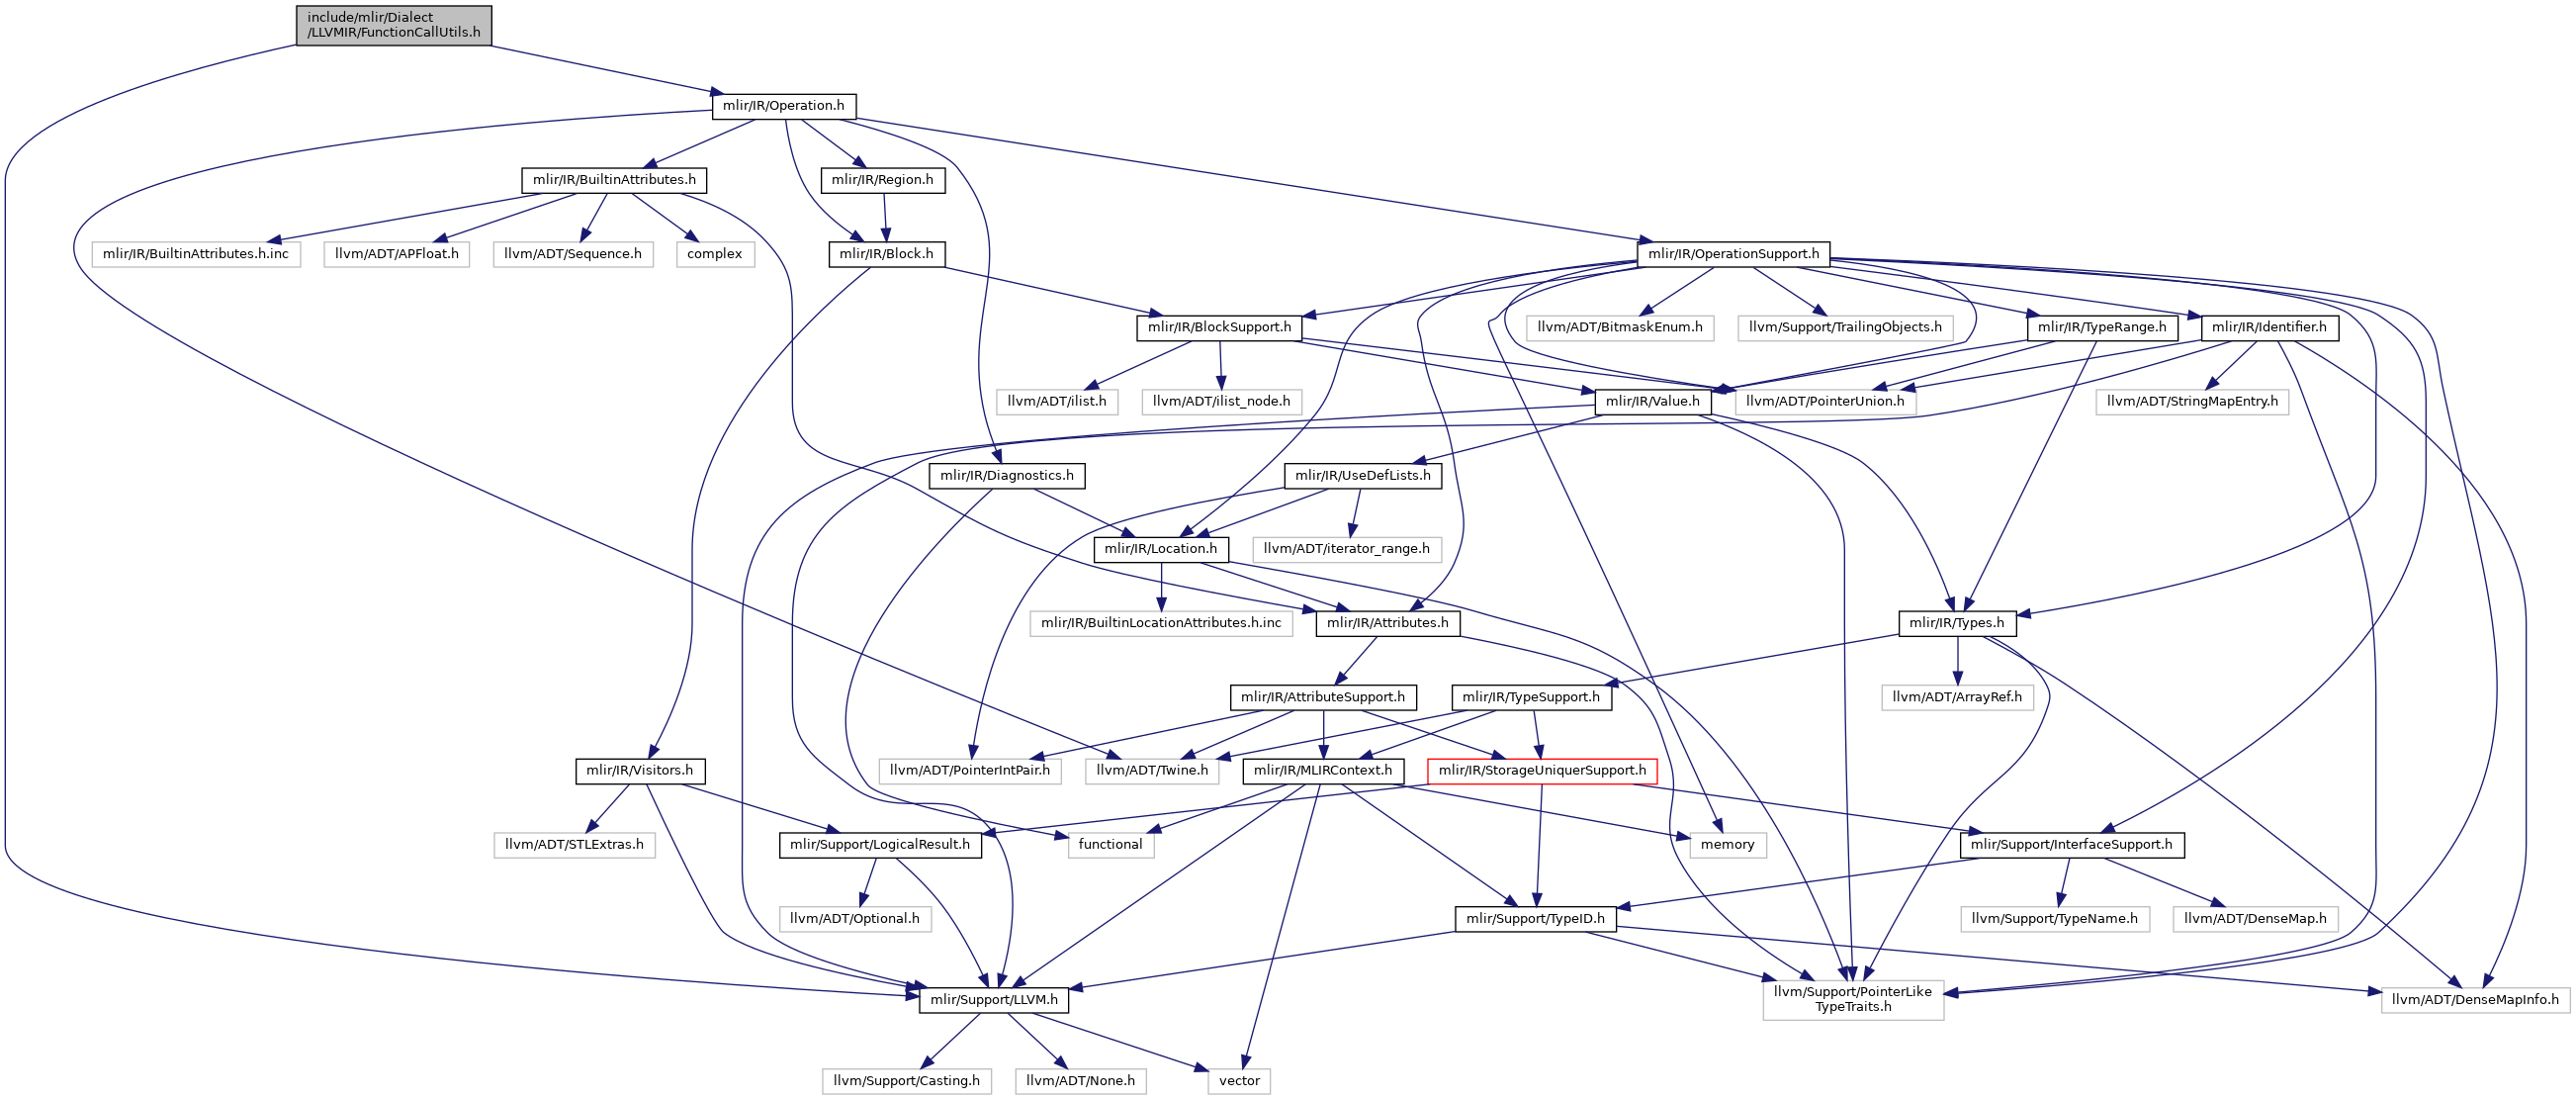 include/mlir/Dialect
/LLVMIR/FunctionCallUtils.h
mlir/IR/Operation.h
mlir/IR/BuiltinAttributes.h
mlir/IR/Region.h
mlir/IR/BuiltinAttributes.h.inc
llvm/ADT/APFloat.h
llvm/ADT/Sequence.h
complex
mlir/IR/Block.h
mlir/IR/OperationSupport.h
mlir/IR/BlockSupport.h
llvm/ADT/BitmaskEnum.h
llvm/Support/TrailingObjects.h
mlir/IR/TypeRange.h
mlir/IR/Identifier.h
llvm/ADT/ilist.h
llvm/ADT/ilist_node.h
mlir/IR/Value.h
llvm/ADT/PointerUnion.h
llvm/ADT/StringMapEntry.h
mlir/IR/Diagnostics.h
mlir/IR/UseDefLists.h
mlir/IR/Location.h
llvm/ADT/iterator_range.h
mlir/IR/BuiltinLocationAttributes.h.inc
mlir/IR/Attributes.h
mlir/IR/Types.h
mlir/IR/AttributeSupport.h
mlir/IR/TypeSupport.h
llvm/ADT/ArrayRef.h
mlir/IR/Visitors.h
llvm/ADT/PointerIntPair.h
llvm/ADT/Twine.h
mlir/IR/MLIRContext.h
mlir/IR/StorageUniquerSupport.h
llvm/ADT/STLExtras.h
mlir/Support/LogicalResult.h
functional
memory
mlir/Support/InterfaceSupport.h
llvm/ADT/Optional.h
mlir/Support/TypeID.h
llvm/Support/TypeName.h
llvm/ADT/DenseMap.h
mlir/Support/LLVM.h
llvm/Support/PointerLike
TypeTraits.h
llvm/ADT/DenseMapInfo.h
llvm/Support/Casting.h
llvm/ADT/None.h
vector